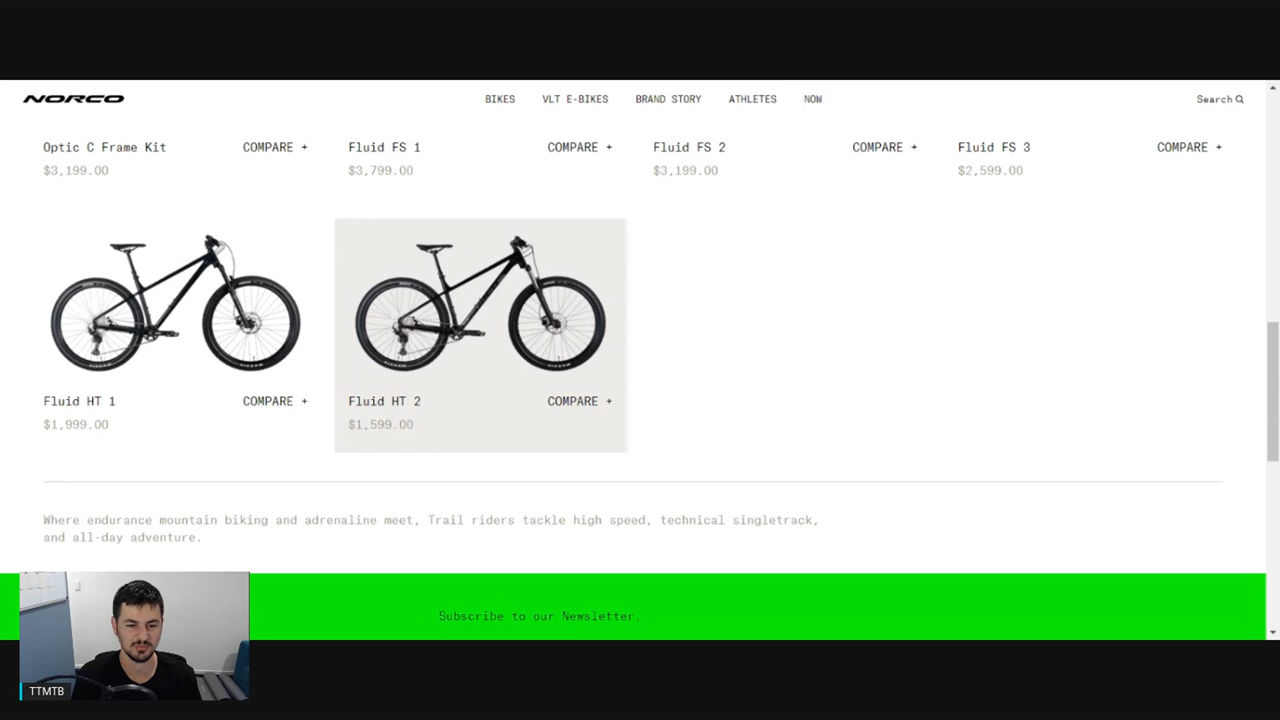 NORCO
BIKES VLT E-BIKES BRAND STORY ATHLETES NOW Search
Optic C Frame Kit COMPARE + Fluid FS 1 COMPARE + Fluid FS 2 COMPARE + Fluid FS 3 COMPARE +
$3,199.00 $3,799.00 $3,199.00 $2,599.00
Fluid HT 1 COMPARE + Fluid HT 2 COMPARE +
$1,999.00 $1,599.00
Where endurance mountain biking and adrenaline meet, Trail riders tackle high speed, technical singletrack,
and all-day adventure.
Subscribe to our Newsletter.
TTMTB